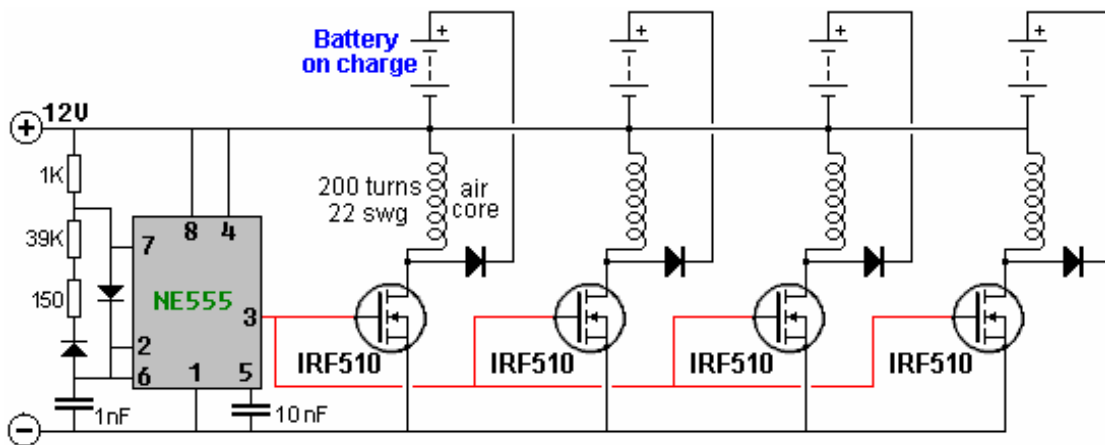 Battery
on charge
+
+
+
+
+ 12V
1K
200 turns
22 swg
air
core
39K
7
8
4
150
NE555
3
2
6
1
5
IRF510
IRF510
IRF510
IRF510
1nF
10nF
−